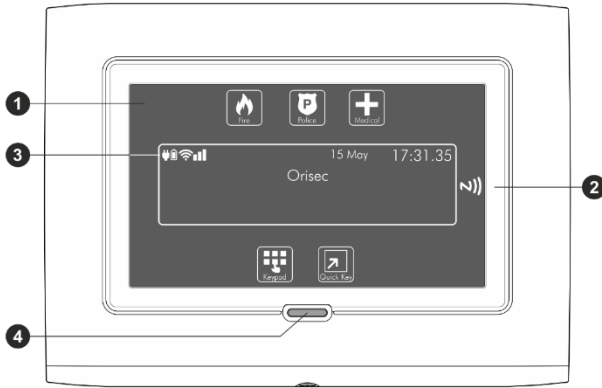 Fire Police Medical
1
3
15 May 17:31.35
Orisec
2
Keypad Quick Key
4